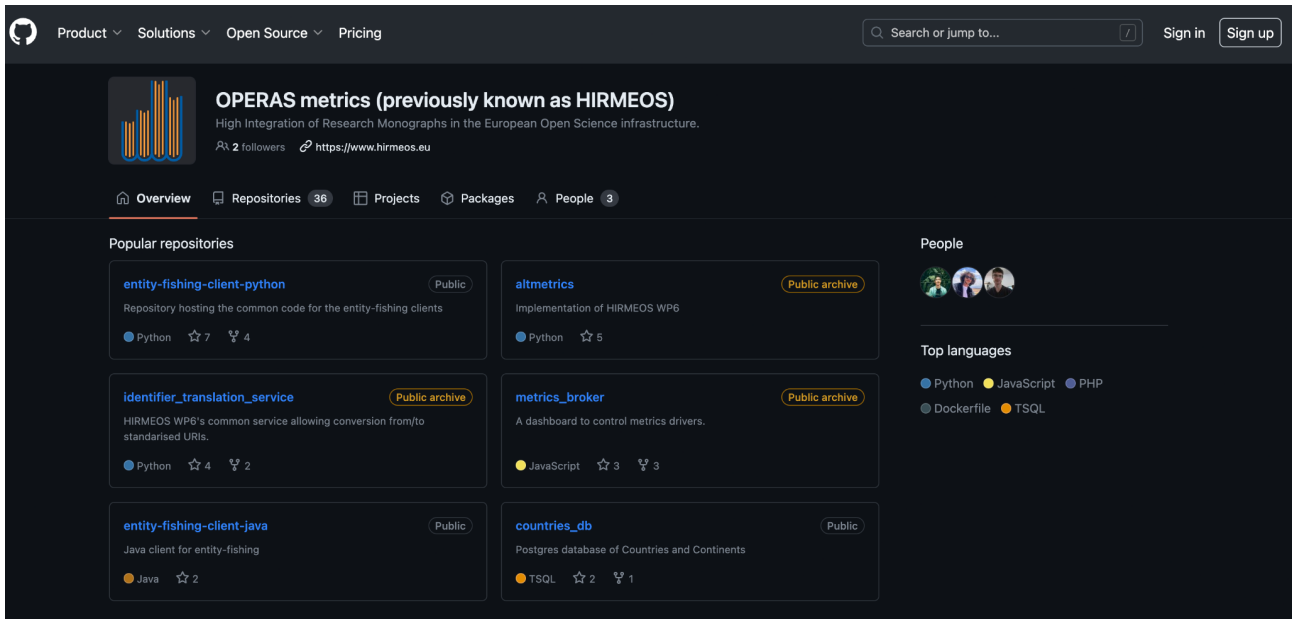 Product Solutions Open Source Pricing Search or jump to... / Sign in Sign up
OPERAS metrics (previously known as HIRMEOS)
High Integration of Research Monographs in the European Open Science infrastructure.
2 followers https://www.hirmeos.eu
Overview Repositories 36 Projects Packages People 3
Popular repositories
entity-fishing-client-python Public
Repository hosting the common code for the entity-fishing clients
Python 7 4
altmetrics Public archive
Implementation of HIRMEOS WP6
Python 5
identifier_translation_service Public archive
HIRMEOS WP6's common service allowing conversion from/to
standarised URIs.
Python 4 2
metrics_broker Public archive
A dashboard to control metrics drivers.
JavaScript 3 3
entity-fishing-client-java Public
Java client for entity-fishing
Java 2
countries_db Public
Postgres database of Countries and Continents
TSQL 2 1
People
Top languages
Python JavaScript PHP
Dockerfile TSQL